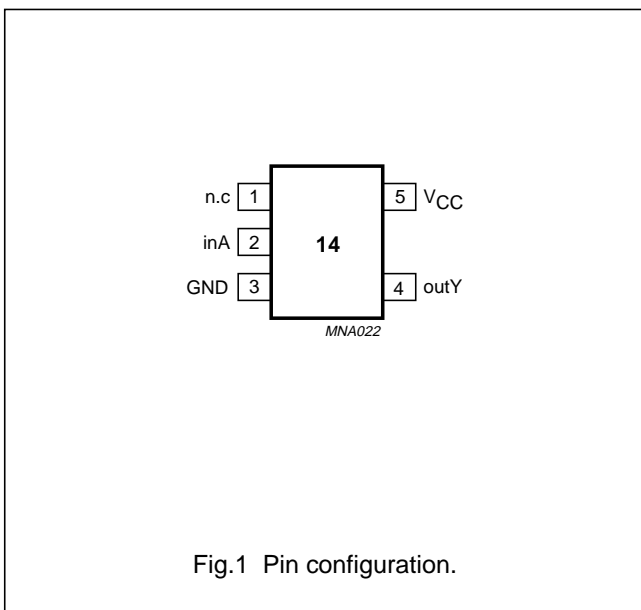 n.c 1
inA 2
GND 3
14
5 VCC
4 outY
MNA022
Fig.1 Pin configuration.